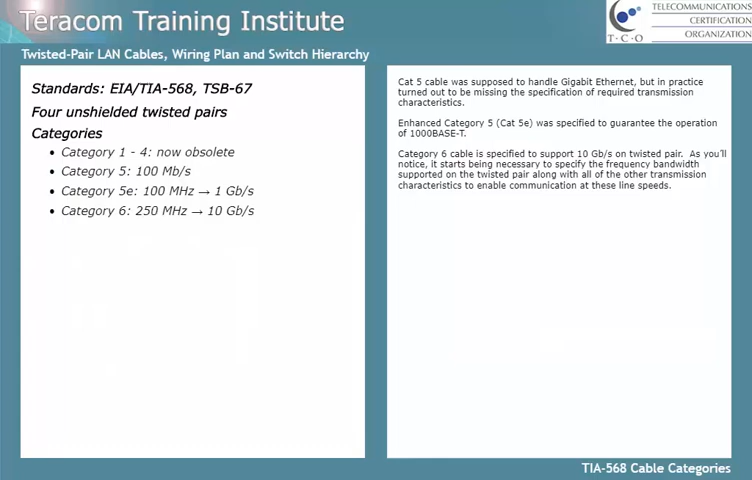 Teracom Training Institute
TELECOMMUNICATIONS
CERTIFICATION
ORGANIZATION
T·C·O
Twisted-Pair LAN Cables, Wiring Plan and Switch Hierarchy
Standards: EIA/TIA-568, TSB-67
Four unshielded twisted pairs
Categories
• Category 1 - 4: now obsolete
• Category 5: 100 Mb/s
• Category 5e: 100 MHz → 1 Gb/s
• Category 6: 250 MHz → 10 Gb/s
Cat 5 cable was supposed to handle Gigabit Ethernet, but in practice
turned out to be missing the specification of required transmission
characteristics.
Enhanced Category 5 (Cat 5e) was specified to guarantee the operation
of 1000BASE-T.
Category 6 cable is specified to support 10 Gb/s on twisted pair. As you'll
notice, it starts being necessary to specify the frequency bandwidth
supported on the twisted pair along with all of the other transmission
characteristics to enable communication at these line speeds.
TIA-568 Cable Categories